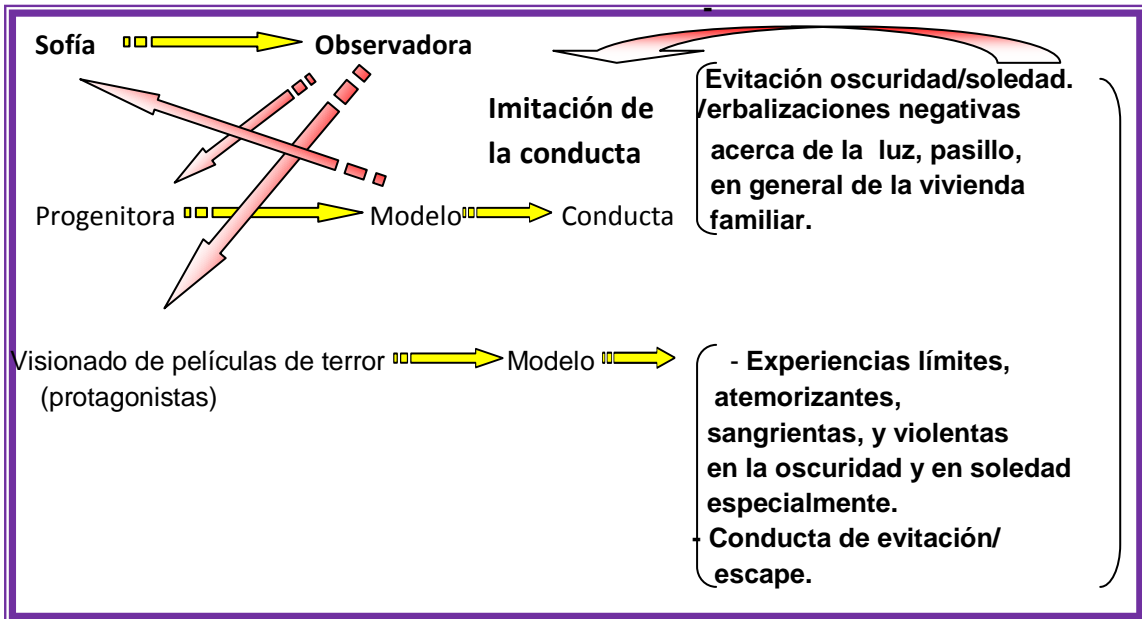 -
Sofía Observadora
Evitación oscuridad/soledad.
Imitación de /erbalizaciones negativas
la conducta acerca de la luz, pasillo,
en general de la vivienda
Progenitora Modelo Conducta familiar.
Visionado de películas de terror Modelo - Experiencias límites,
(protagonistas) atemorizantes,
sangrientas, y violentas
en la oscuridad y en soledad
especialmente.
- Conducta de evitación/
escape.